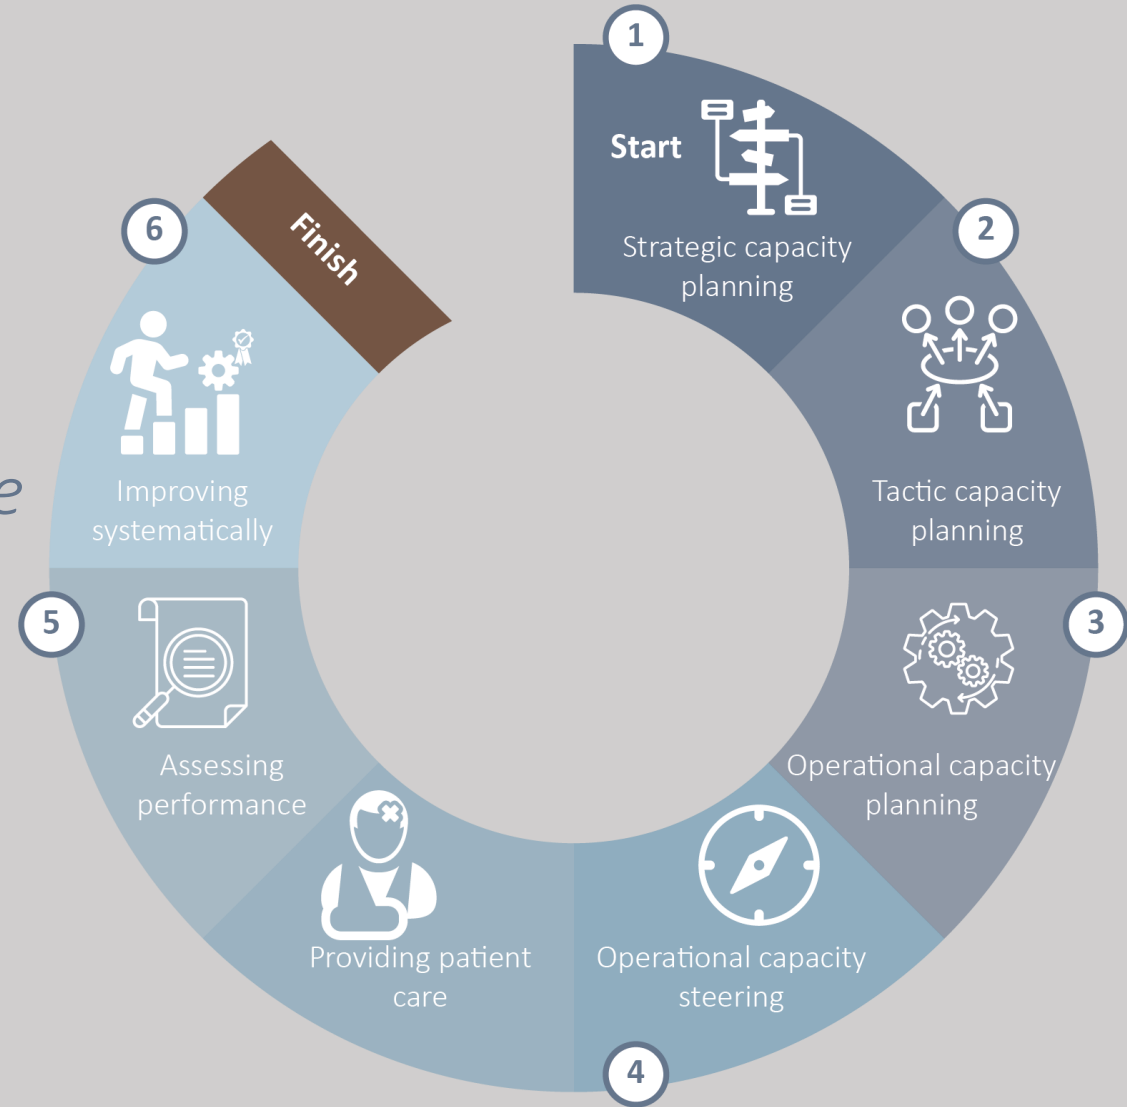 1
Start
Strategic capacity
planning
2
Tactic capacity
planning
3
Operational capacity
planning
4
Operational capacity
steering
Providing patient
care
5
Assessing
performance
6
Improving
systematically
Finish
e